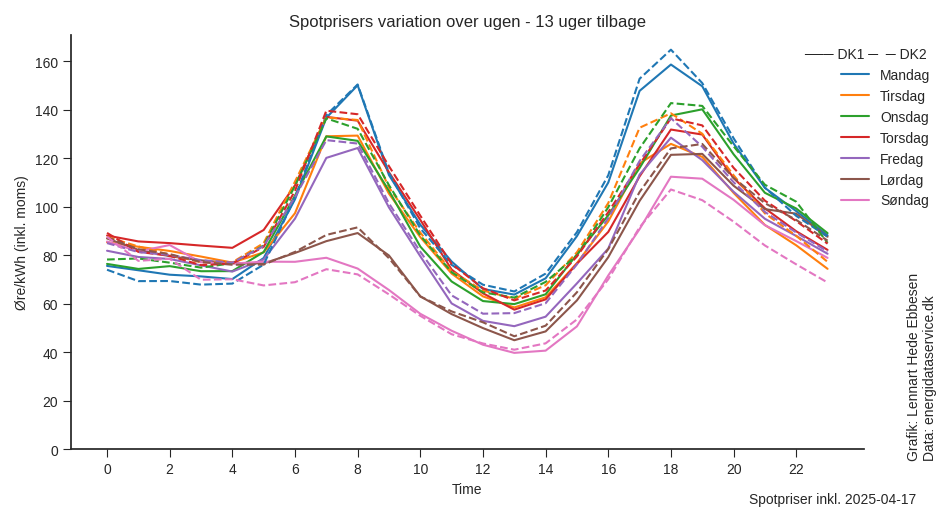 Spotprisers variation over ugen - 13 uger tilbage
Øre/kWh (inkl. moms)
160
140
120
100
80
60
40
20
0
0 2 4 6 8 10 12 14 16 18 20 22
Time
DK1 DK2
Mandag
Tirsdag
Onsdag
Torsdag
Fredag
Lørdag
Søndag
Grafik: Lennart Hede Ebbesen
Data: energidataservice.dk
Spotpriser inkl. 2025-04-17